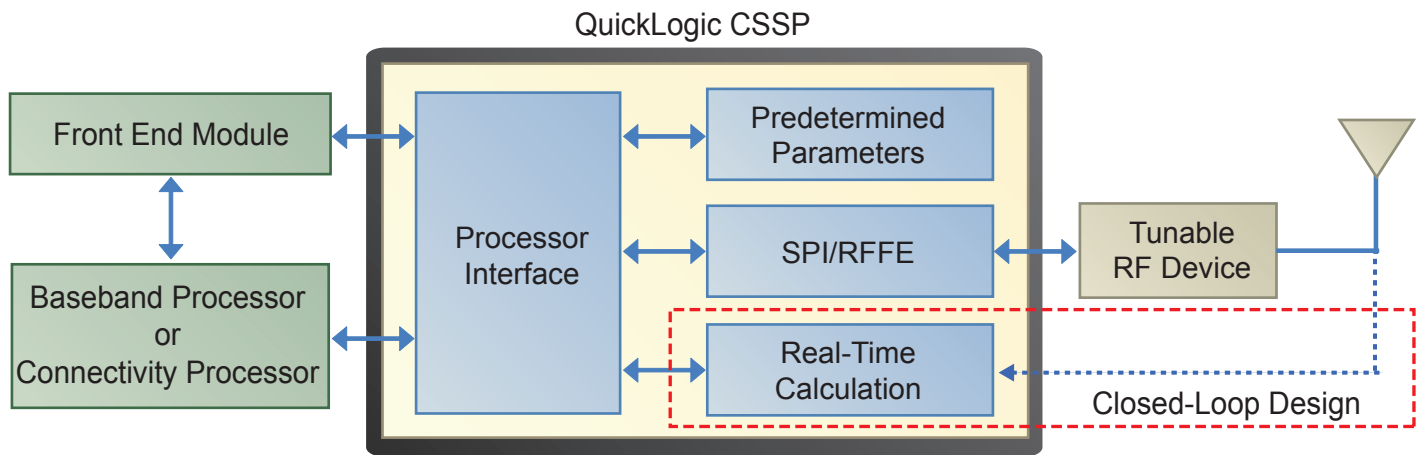 QuickLogic CSSP
Front End Module
Baseband Processor
or
Connectivity Processor
Processor
Interface
Predetermined
Parameters
SPI/RFFE
Real-Time
Calculation
Tunable
RF Device
Closed-Loop Design